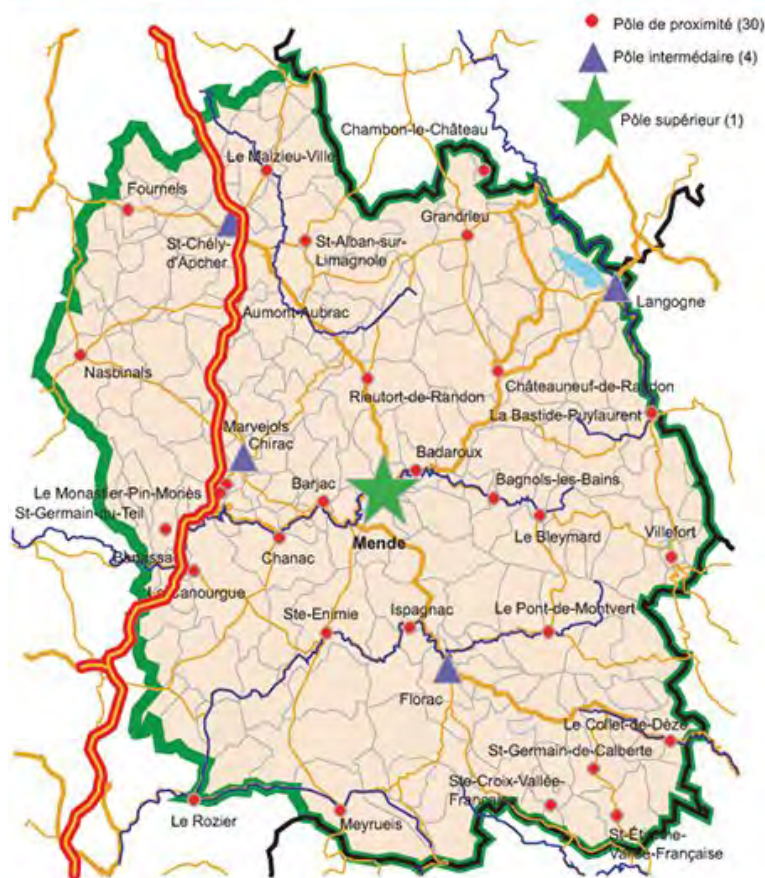 Pôle de proximité (30)
Pôle intermédaire (4)
Pôle supérieur (1)
Chambon-le-Château
Le Malzieu-Ville
Fournels
Grandrieu
St-Chély-
d'Apcher
St-Alban-sur-
Limagnole
Langogne
Aumont-Aubrac
Nasbinals
Rieutort-de-Randon
Châteauneuf-de-Randon
La Bastide-Puylaurent
Marvejols
Chirac
Badaroux
Le Monastier-Pin-Moriès
Barjac
Bagnols-les-Bains
St-Germain-du-Teil
Le Bleymard
Villefort
Mende
Chanac
Banassa
La Canourgue
Ste-Enimie
Ispagnac
Le Pont-de-Montvert
Florac
Le Collet-de-Dèze
St-Germain-de-Calberte
Ste-Croix-Vallée-
Française
Le Rozier
Meyrueis
St-Étienne-
Vallée-Française